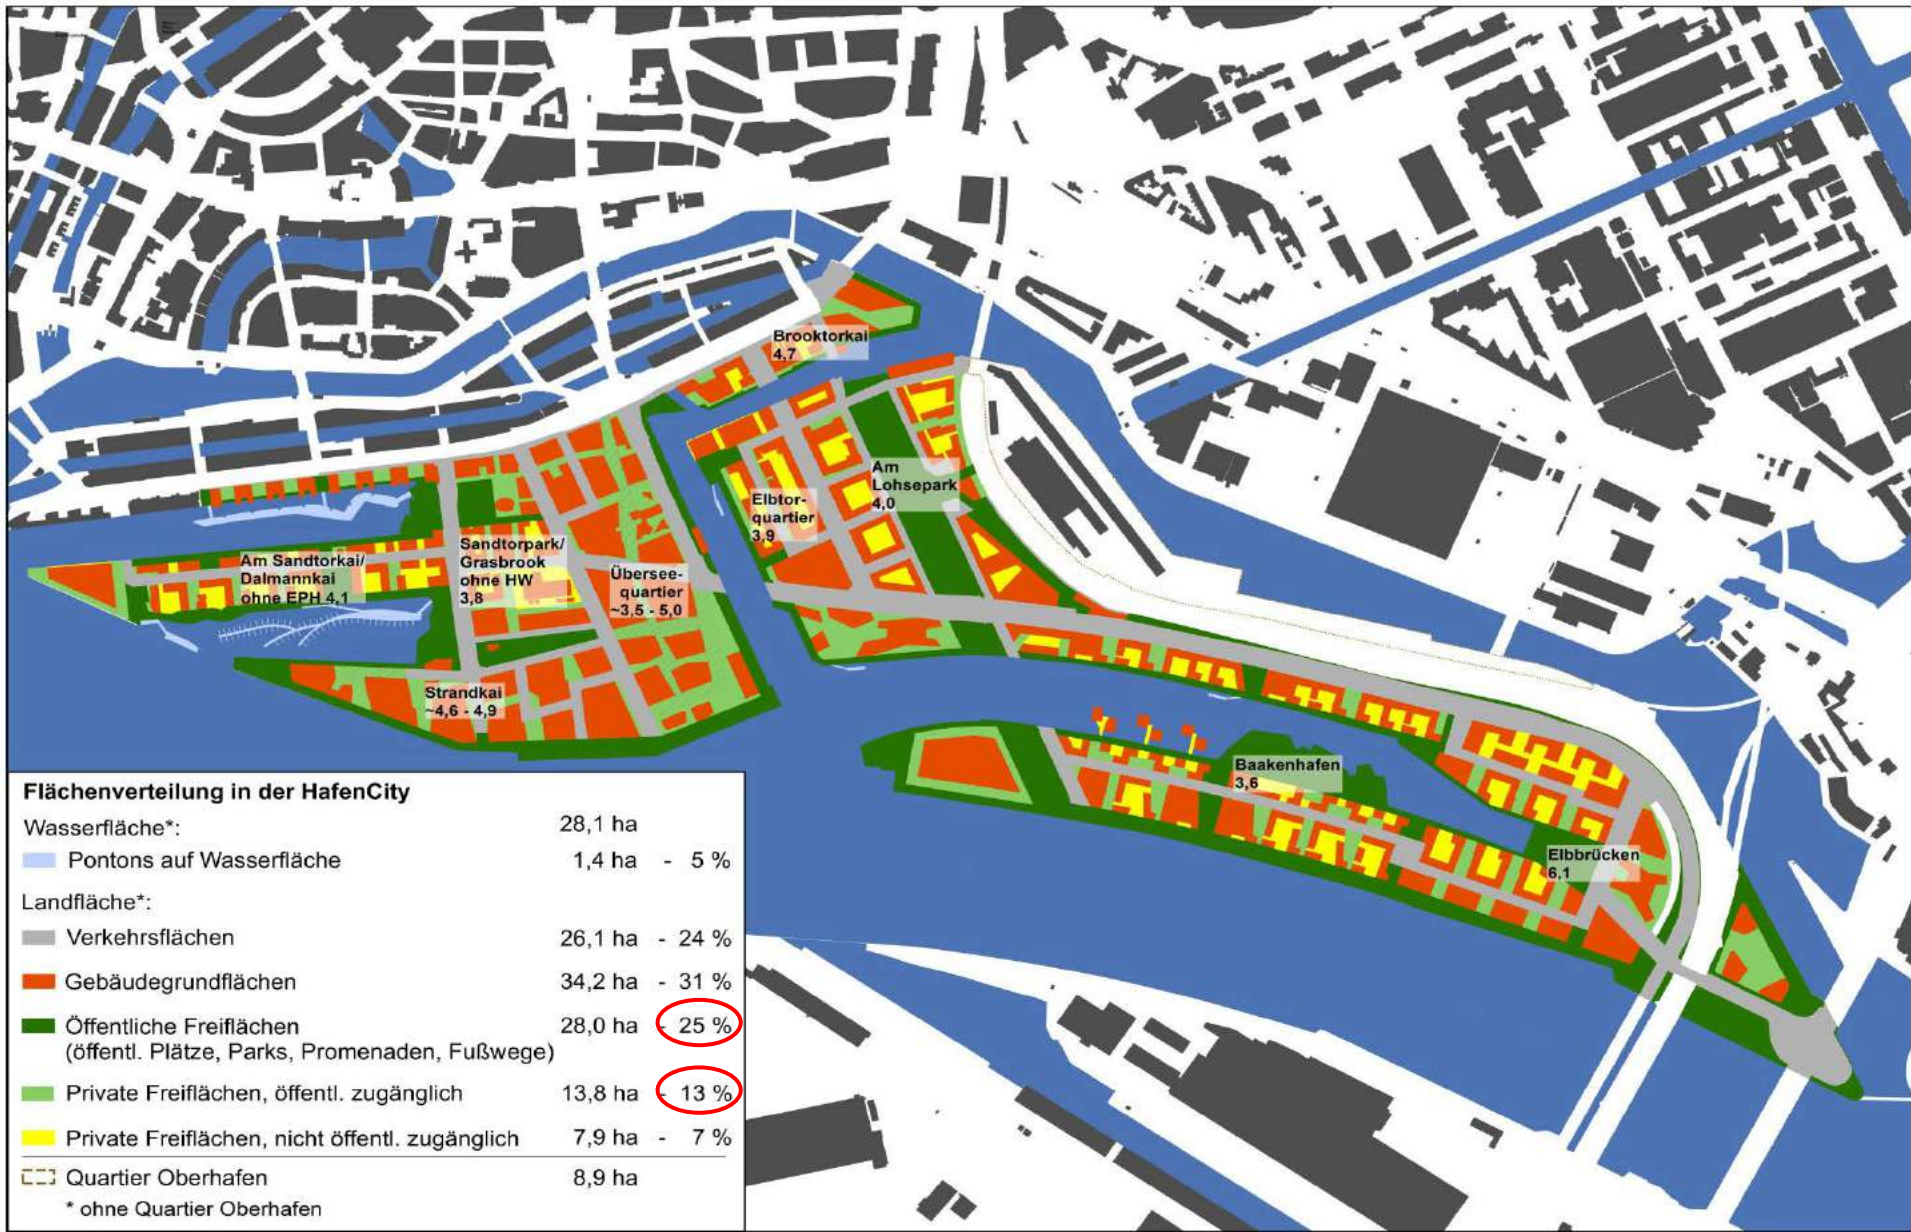 Brooktorkai
4,7
Am
Lohsepark
4,0
Elbtor-
quartier
3,9
Sandtorpark/
Grasbrook
ohne HW
3,8
Am Sandtorkai/
Dalmannkai
ohne EPH 4,1
Übersee-
quartier
~3,5 - 5,0
Strandkai
~4,6 - 4,9
Baakenhafen
3,6
Elbbrücken
6,1
Flächenverteilung in der HafenCity
Wasserfläche*: 28,1 ha
Pontons auf Wasserfläche 1,4 ha - 5 %
Landfläche*:
Verkehrsflächen 26,1 ha - 24 %
Gebäudegrundflächen 34,2 ha - 31 %
Öffentliche Freiflächen 28,0 ha - 25 %
(öffentl. Plätze, Parks, Promenaden, Fußwege)
Private Freiflächen, öffentl. zugänglich 13,8 ha - 13 %
Private Freiflächen, nicht öffentl. zugänglich 7,9 ha - 7 %
Quartier Oberhafen 8,9 ha
* ohne Quartier Oberhafen